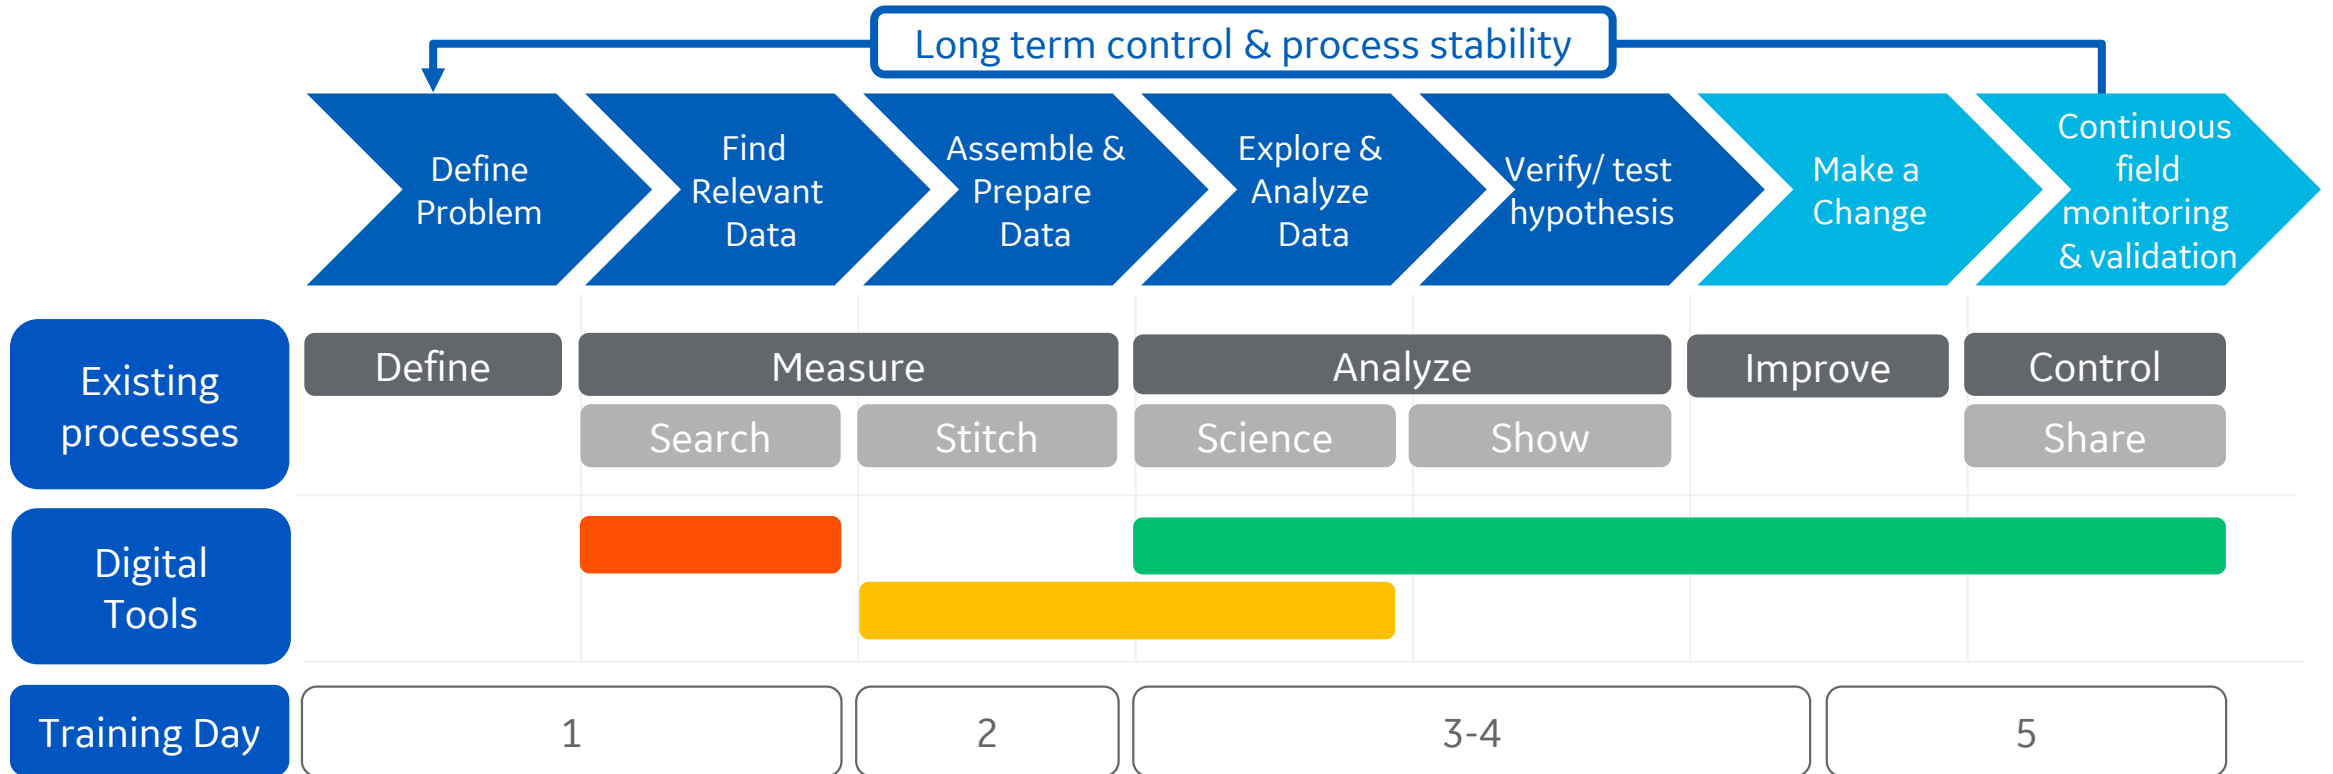 Long term control & process stability
Define
Problem
Find
Relevant
Data
Assemble &
Prepare
Data
Explore &
Analyze
Data
Verify/ test
hypothesis
Make a
Change
Continuous
field
monitoring
& validation
Existing
processes
Define
Measure
Analyze
Improve
Control
Search
Stitch
Science
Show
Share
Digital
Tools
Training Day
1
2
3-4
5